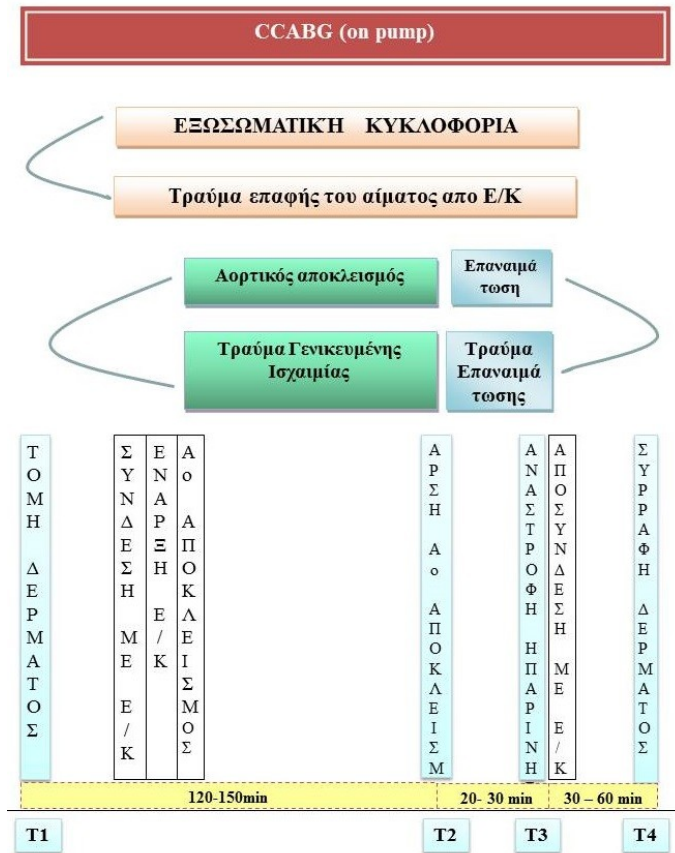 CCABG (on pump)
ΕΞΩΣΩΜΑΤΙΚΉ ΚΥΚΛΟΦΟΡΙΑ
Τραύμα επαφής του αίματος απο Ε/Κ
Αορτικός αποκλεισμός
Επαναιμά
τωση
Τραύμα Γενικευμένης
Ισχαιμίας
Τραύμα
Επαναιμά
τωσης
ΤΟΜΗ ΔΕΡΜΑΤΟΣ
ΣΥΝΔΕΣΗ ΜΕ Ε/Κ
ΕΝΑΡΞΗ Ε/Κ
Αο ΑΠΟΚΛΕΙΣΜΟΣ
ΑΡΣΗ Αο ΑΠΟΚΛΕΙΣΜ
ΑΝΑΣΤΡΟΦΗ ΗΠΑΡΙΝΗ
ΑΠΟΣΥΝΔΕΣΗ ΜΕ Ε/Κ
ΣΥΡΡΑΦΗ ΔΕΡΜΑΤΟΣ
120-150min
20- 30 min
30 – 60 min
T1
T2
T3
T4